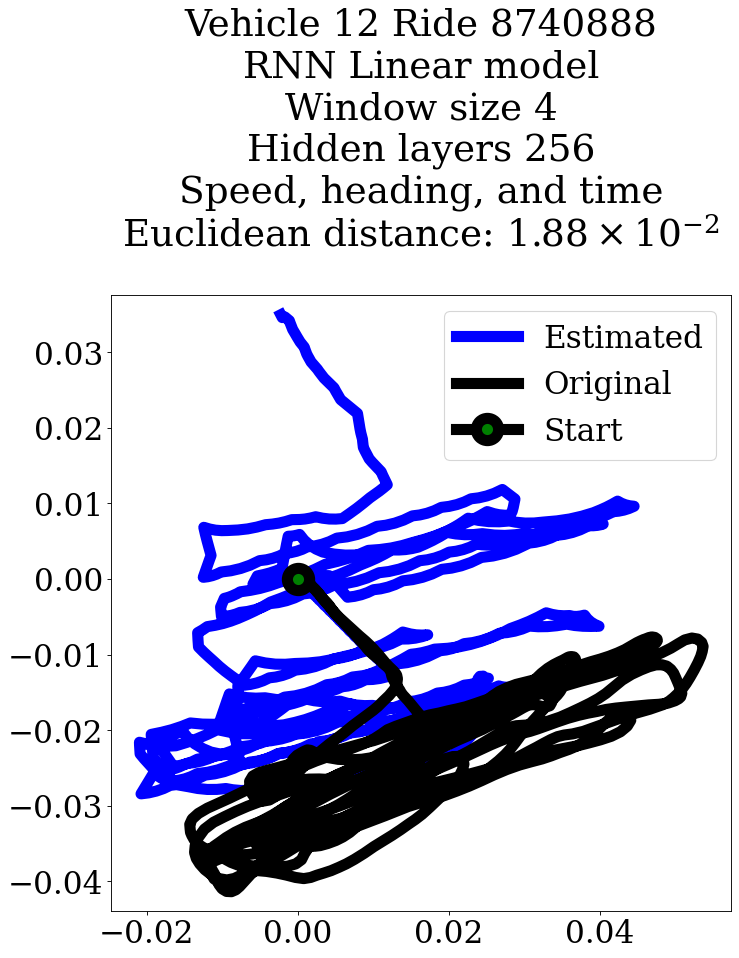 Vehicle 12 Ride 8740888
RNN Linear model
Window size 4
Hidden layers 256
Speed, heading, and time
Euclidean distance: 1.88 × 10⁻²
Estimated
Original
Start
0.03
0.02
0.01
0.00
−0.01
−0.02
−0.03
−0.04
−0.02 0.00 0.02 0.04